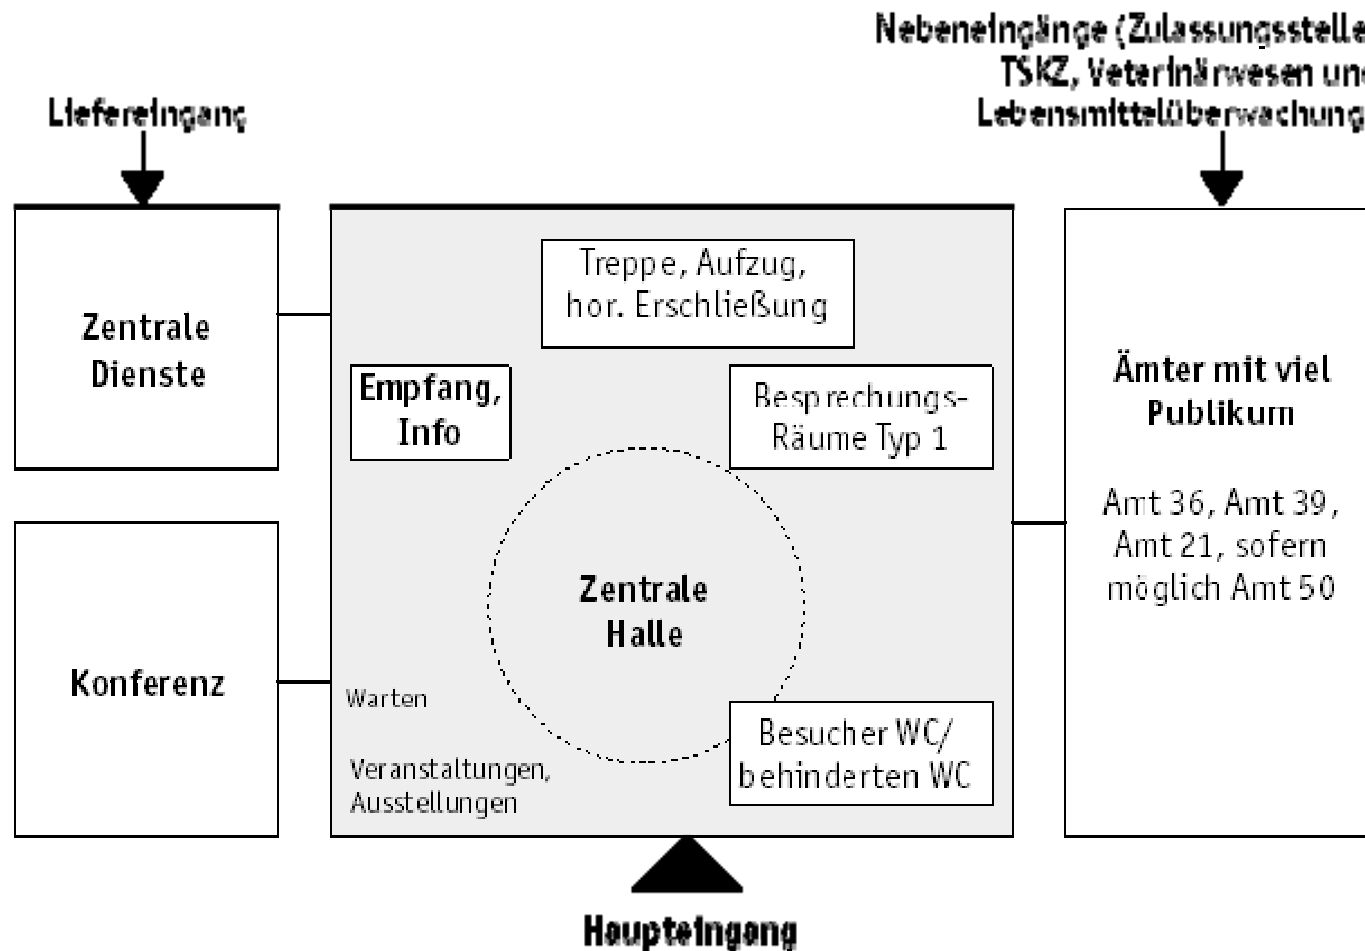 Nebeneingänge (Zulassungsstelle
TSKZ, Veterinärwesen und
Lebensmittelüberwachung
Liefereingang
Zentrale
Dienste
Treppe, Aufzug,
hor. Erschließung
Empfang,
Info
Besprechungs-
Räume Typ 1
Ämter mit viel
Publikum
Amt 36, Amt 39,
Amt 21, sofern
möglich Amt 50
Zentrale
Halle
Konferenz
Warten
Veranstaltungen,
Ausstellungen
Besucher WC/
behinderten WC
Haupteingang